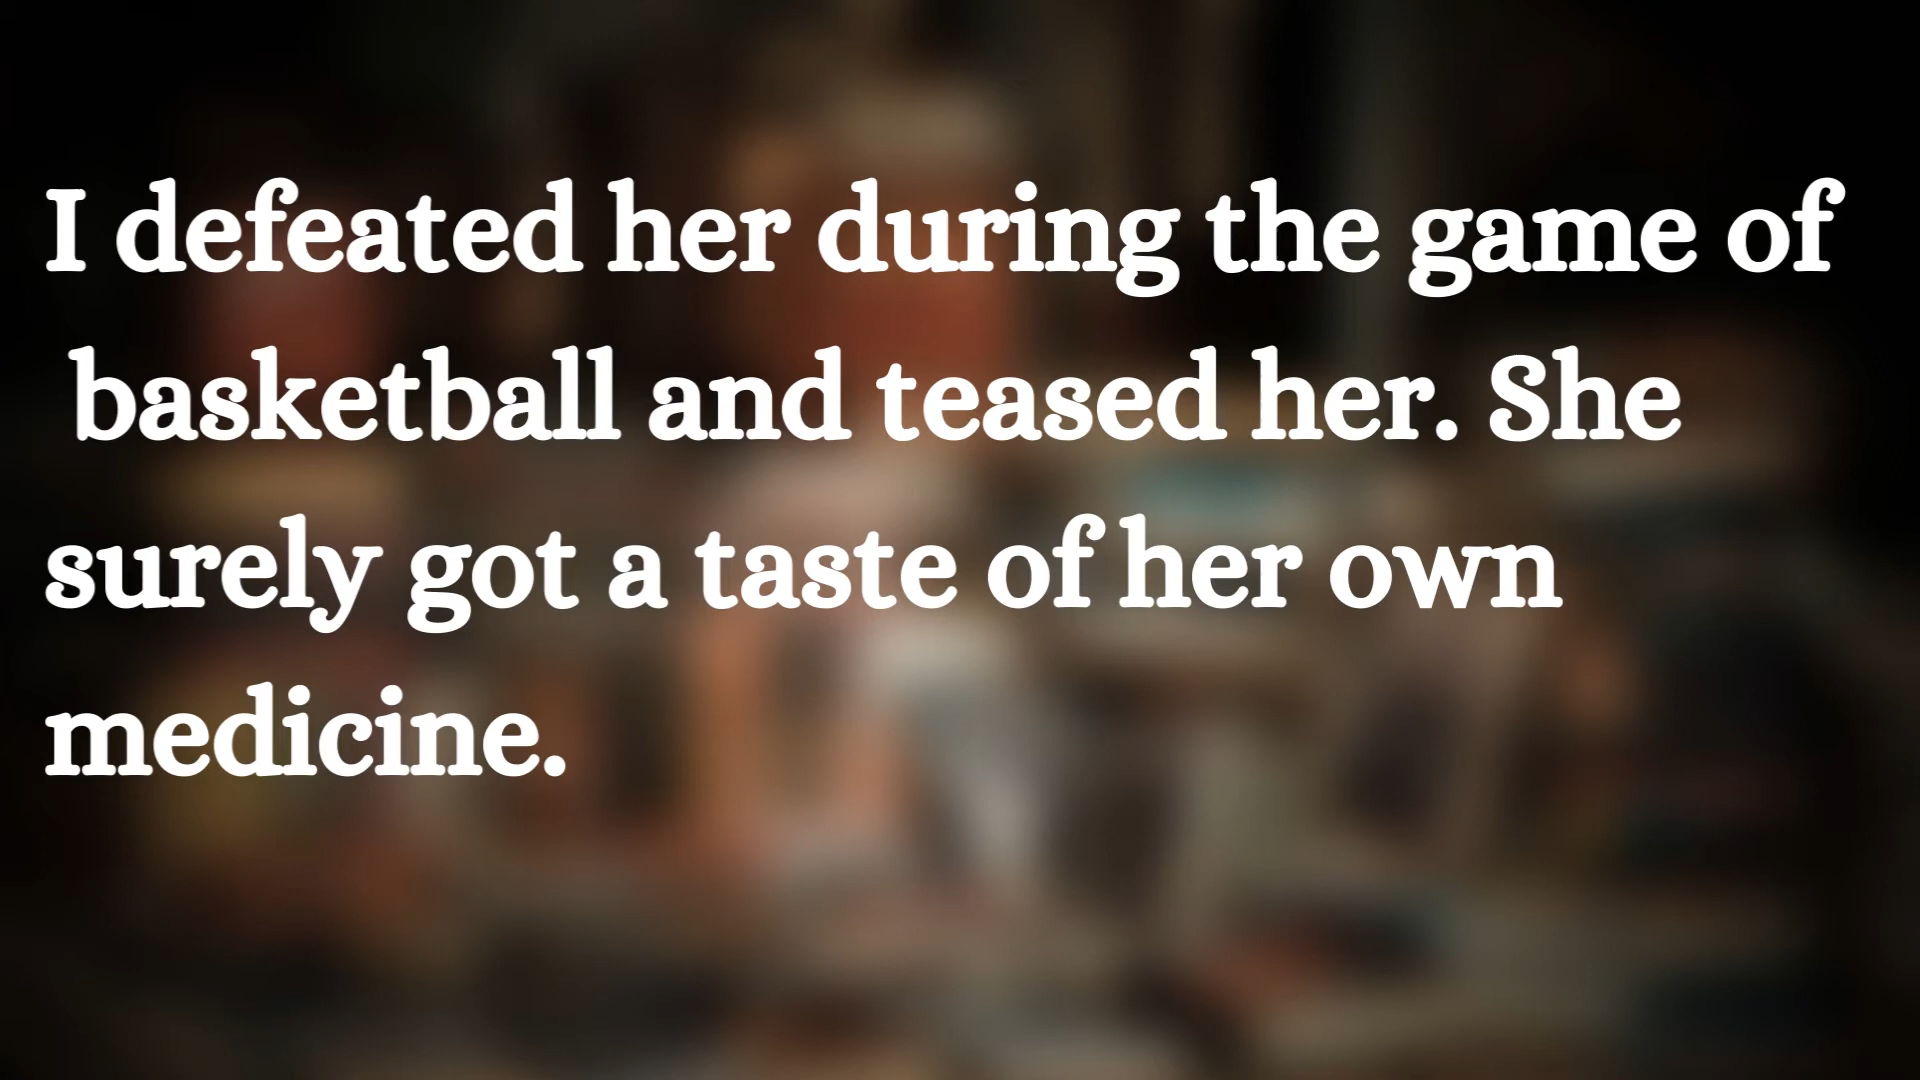 I defeated her during the game of
basketball and teased her. She
surely got a taste of her own
medicine.